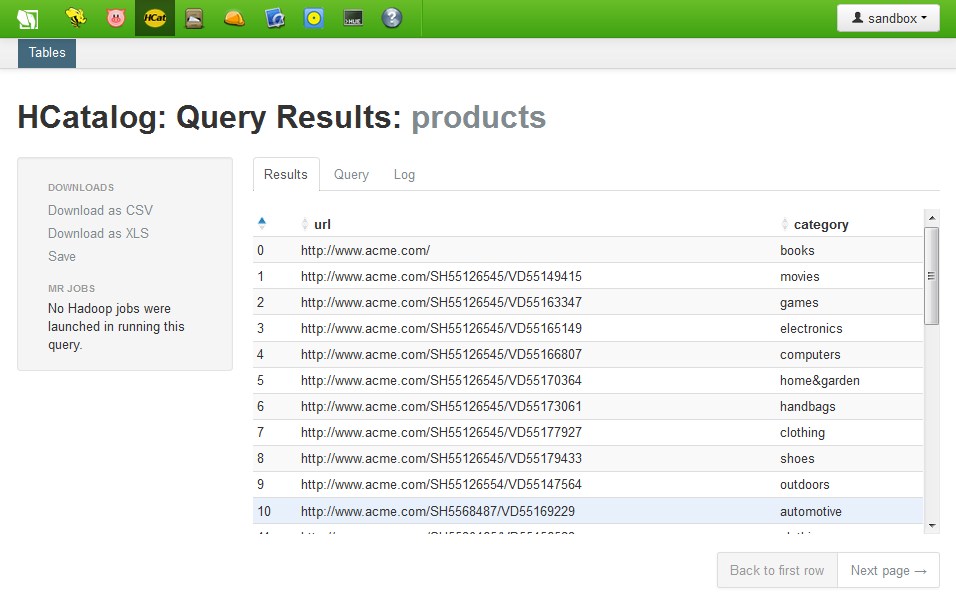 HCat
HUE
sandbox
Tables
HCatalog: Query Results: products
DOWNLOADS
Download as CSV
Download as XLS
Save
MR JOBS
No Hadoop jobs were
launched in running this
query.
Results Query Log
url category
0 http://www.acme.com/ books
1 http://www.acme.com/SH55126545/VD55149415 movies
2 http://www.acme.com/SH55126545/VD55163347 games
3 http://www.acme.com/SH55126545/VD55165149 electronics
4 http://www.acme.com/SH55126545/VD55166807 computers
5 http://www.acme.com/SH55126545/VD55170364 home&garden
6 http://www.acme.com/SH55126545/VD55173061 handbags
7 http://www.acme.com/SH55126545/VD55177927 clothing
8 http://www.acme.com/SH55126545/VD55179433 shoes
9 http://www.acme.com/SH55126554/VD55147564 outdoors
10 http://www.acme.com/SH5568487/VD55169229 automotive
Back to first row Next page →